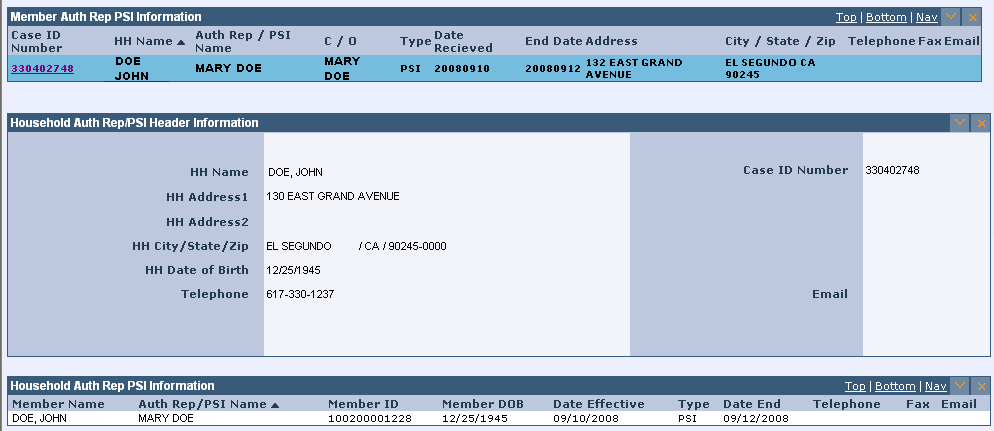 Member Auth Rep PSI Information Top | Bottom | Nav
Case ID Number HH Name Auth Rep / PSI Name C / O Type Date Recieved End Date Address City / State / Zip Telephone Fax Email
330402748 DOE JOHN MARY DOE MARY DOE PSI 20080910 20080912 132 EAST GRAND AVENUE EL SEGUNDO CA 90245
Household Auth Rep/PSI Header Information
HH Name DOE, JOHN Case ID Number 330402748
HH Address1 130 EAST GRAND AVENUE
HH Address2
HH City/State/Zip EL SEGUNDO / CA / 90245-0000
HH Date of Birth 12/25/1945
Telephone 617-330-1237 Email
Household Auth Rep PSI Information Top | Bottom | Nav
Member Name Auth Rep/PSI Name Member ID Member DOB Date Effective Type Date End Telephone Fax Email
DOE, JOHN MARY DOE 100200001228 12/25/1945 09/10/2008 PSI 09/12/2008